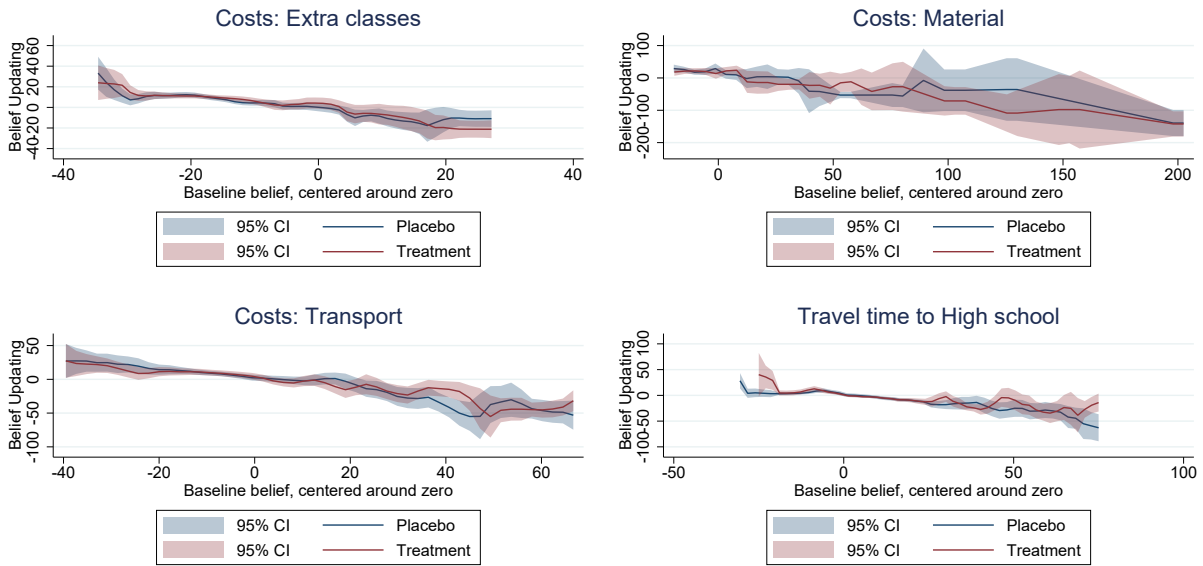 Costs: Extra classes
Belief Updating
-40 -20 0 20 40 60
-40 -20 0 20 40
Baseline belief, centered around zero
95% CI Placebo
95% CI Treatment
Costs: Material
Belief Updating
-200 -100 0 100
0 50 100 150 200
Baseline belief, centered around zero
95% CI Placebo
95% CI Treatment
Costs: Transport
Belief Updating
-100 -50 0 50
-40 -20 0 20 40 60
Baseline belief, centered around zero
95% CI Placebo
95% CI Treatment
Travel time to High school
Belief Updating
-100 -50 0 50 100
-50 0 50 100
Baseline belief, centered around zero
95% CI Placebo
95% CI Treatment